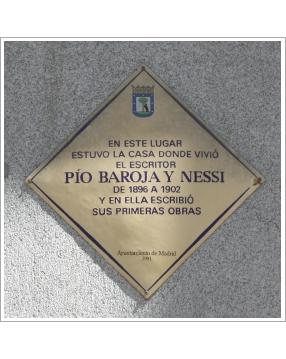 EN ESTE LUGAR
ESTUVO LA CASA DONDE VIVIÓ
EL ESCRITOR
PÍO BAROJA Y NESSI
DE 1896 A 1902
Y EN ELLA ESCRIBIÓ
SUS PRIMERAS OBRAS
Ayuntamiento de Madrid
1991